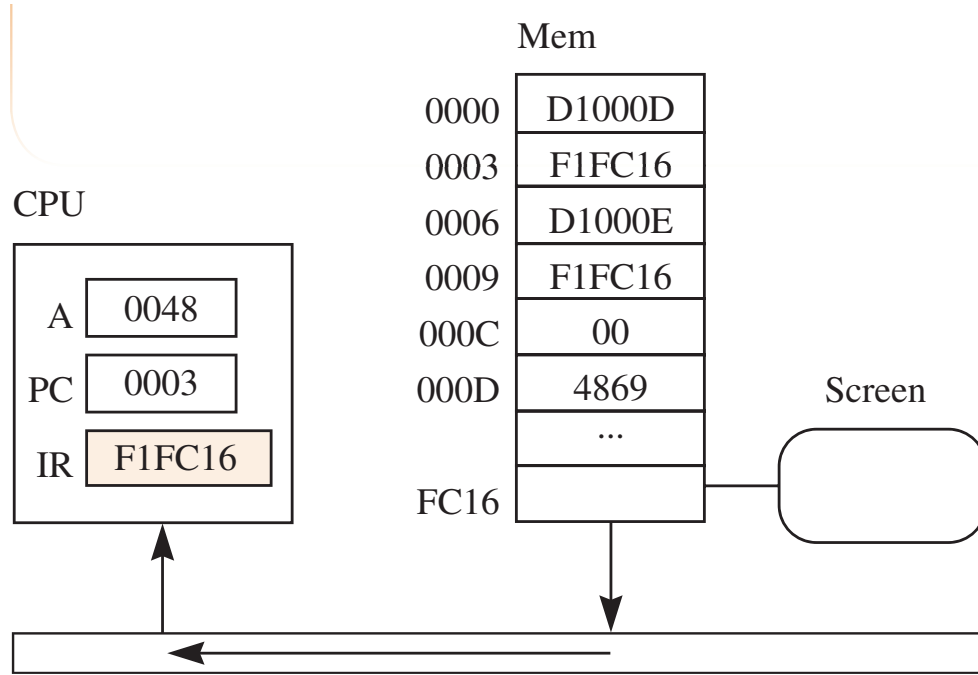 Mem
0000 D1000D
0003 F1FC16
0006 D1000E
0009 F1FC16
000C 00
000D 4869
...
FC16
CPU
A 0048
PC 0003
IR F1FC16
Screen